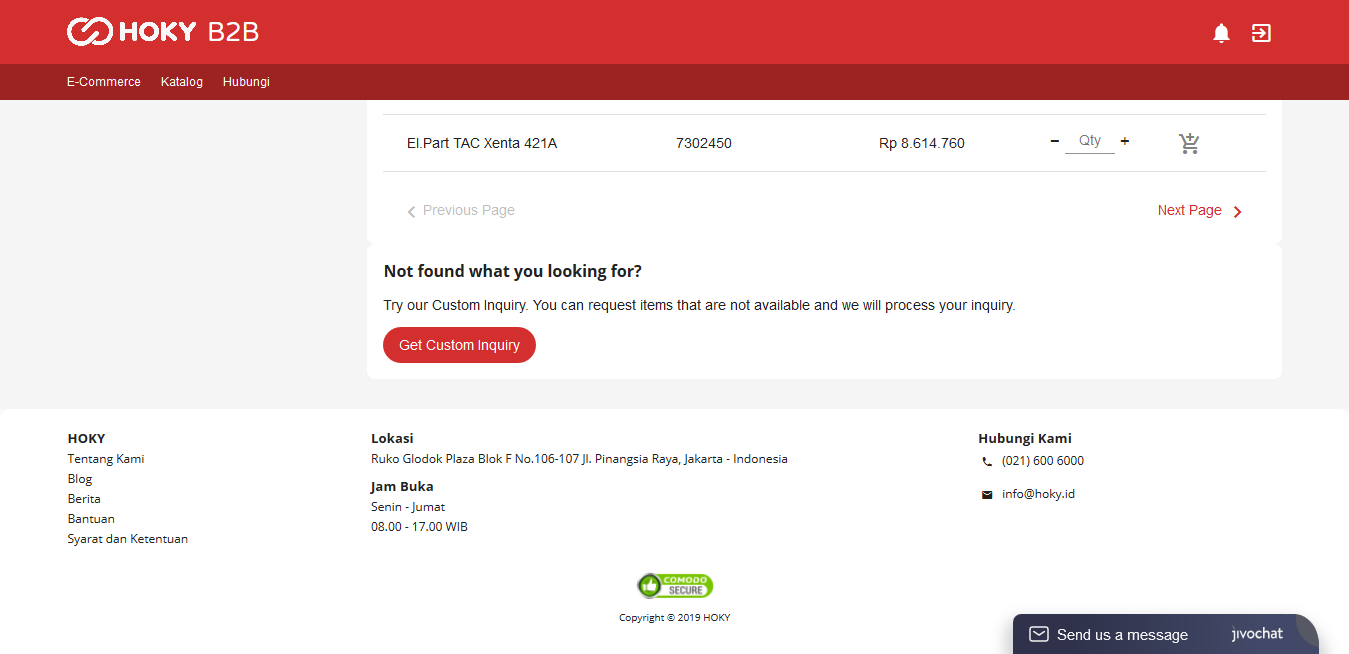 HOKY B2B
E-Commerce Katalog Hubungi
El.Part TAC Xenta 421A 7302450 Rp 8.614.760 − Qty +
Previous Page Next Page
Not found what you looking for?
Try our Custom Inquiry. You can request items that are not available and we will process your inquiry.
Get Custom Inquiry
HOKY
Tentang Kami
Blog
Berita
Bantuan
Syarat dan Ketentuan
Lokasi
Ruko Glodok Plaza Blok F No.106-107 Jl. Pinangsia Raya, Jakarta - Indonesia
Jam Buka
Senin - Jumat
08.00 - 17.00 WIB
Hubungi Kami
(021) 600 6000
info@hoky.id
COMODO
SECURE
Copyright © 2019 HOKY
Send us a message jivochat